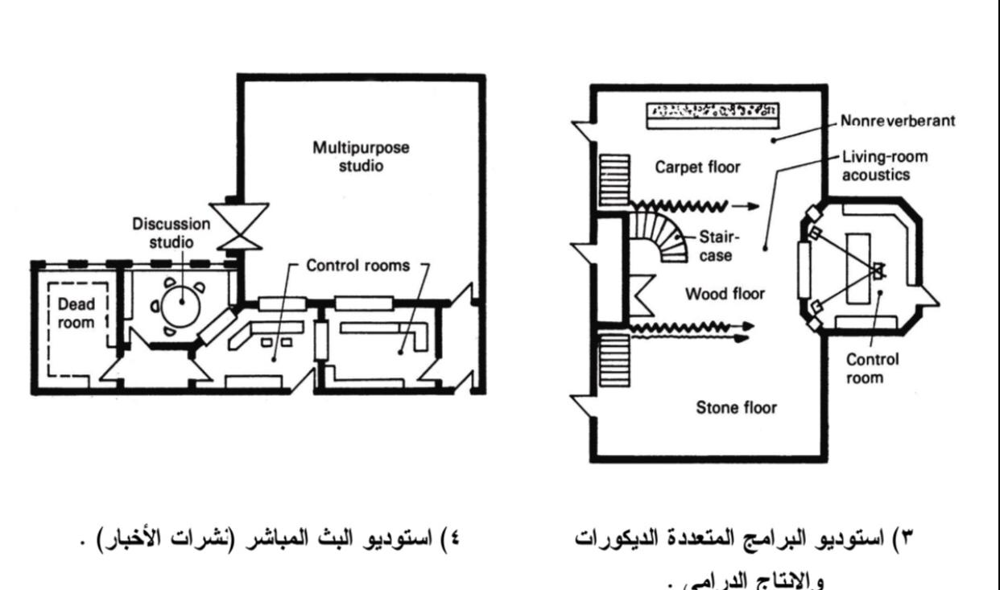 Multipurpose
studio
Discussion
studio
Control rooms
Dead
room
Nonreverberant
Living-room
acoustics
Carpet floor
Stair-
case
Wood floor
Control
room
Stone floor
٣) استوديو البرامج المتعددة الديكورات
والانتاج الدرامي .
٤) استوديو البث المباشر (نشرات الأخبار) .